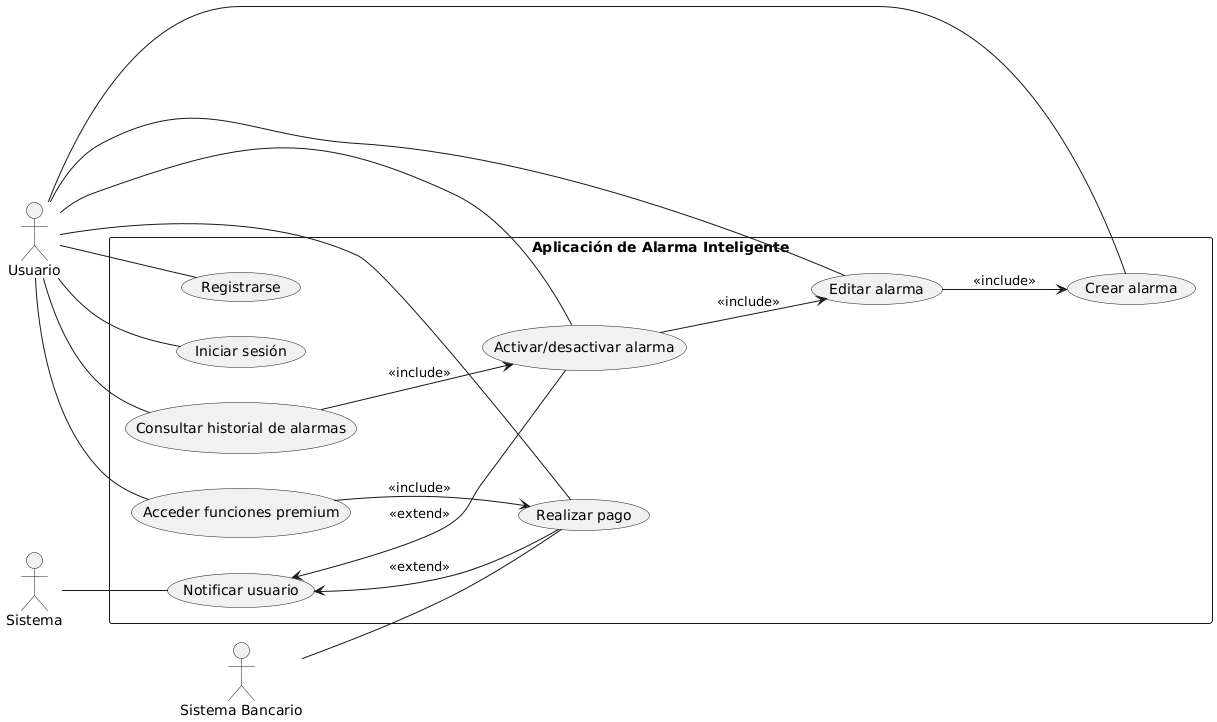 Aplicación de Alarma Inteligente
Usuario
Registrarse
Editar alarma
«include»
Crear alarma
«include»
Iniciar sesión
Activar/desactivar alarma
«include»
Consultar historial de alarmas
«include»
Acceder funciones premium
«extend»
Realizar pago
«extend»
Notificar usuario
Sistema
Sistema Bancario